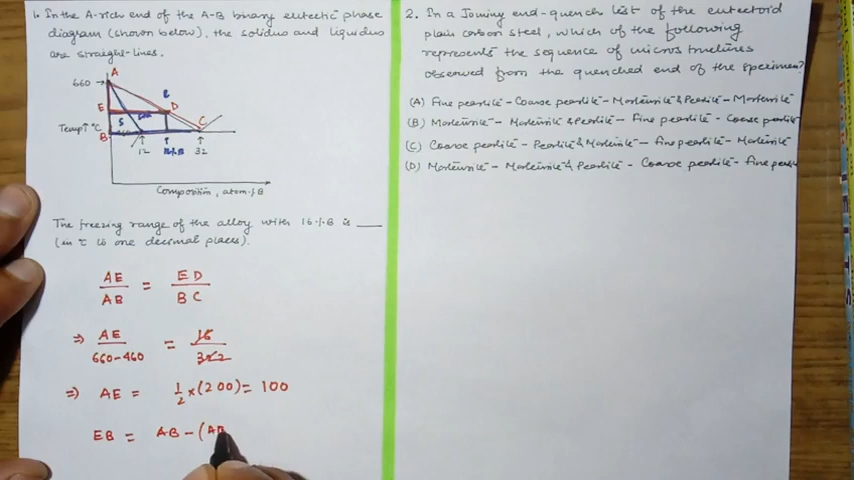 1. In the A-rich end of the A-B binary eutectic phase
diagram (shown below), the solidus and liquidus
are straight-lines.
A
660
E
D
S
C
Temp↑ °C
B
12
16%B
32
Composition, atom% B
The freezing range of the alloy with 16% B is ___
(in °C to one decimal places).
AE/AB = ED/BC
⇒ AE/660-460 = 16/32 2
⇒ AE = 1/2 × (200) = 100
EB = AB - (AE
2. In a Jominy end-quench test of the eutectoid
plain carbon steel, which of the following
represents the sequence of microstructures
observed from the quenched end of the specimen?
(A) Fine pearlite - Coarse pearlite - Martensite & Pearlite - Martensite
(B) Martensite - Martensite & Pearlite - Fine pearlite - Coarse pearlite
(C) Coarse pearlite - Pearlite & Martensite - fine pearlite - Martensite
(D) Martensite - Martensite & Pearlite - Coarse pearlite - fine pearlite